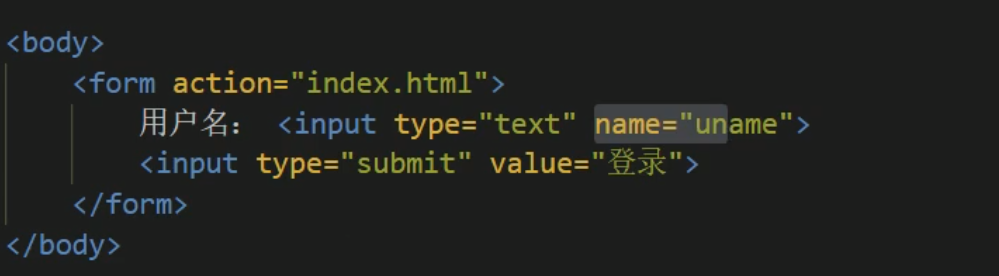 <body>
<form action="index.html">
用户名： <input type="text" name="uname">
<input type="submit" value="登录">
</form>
</body>